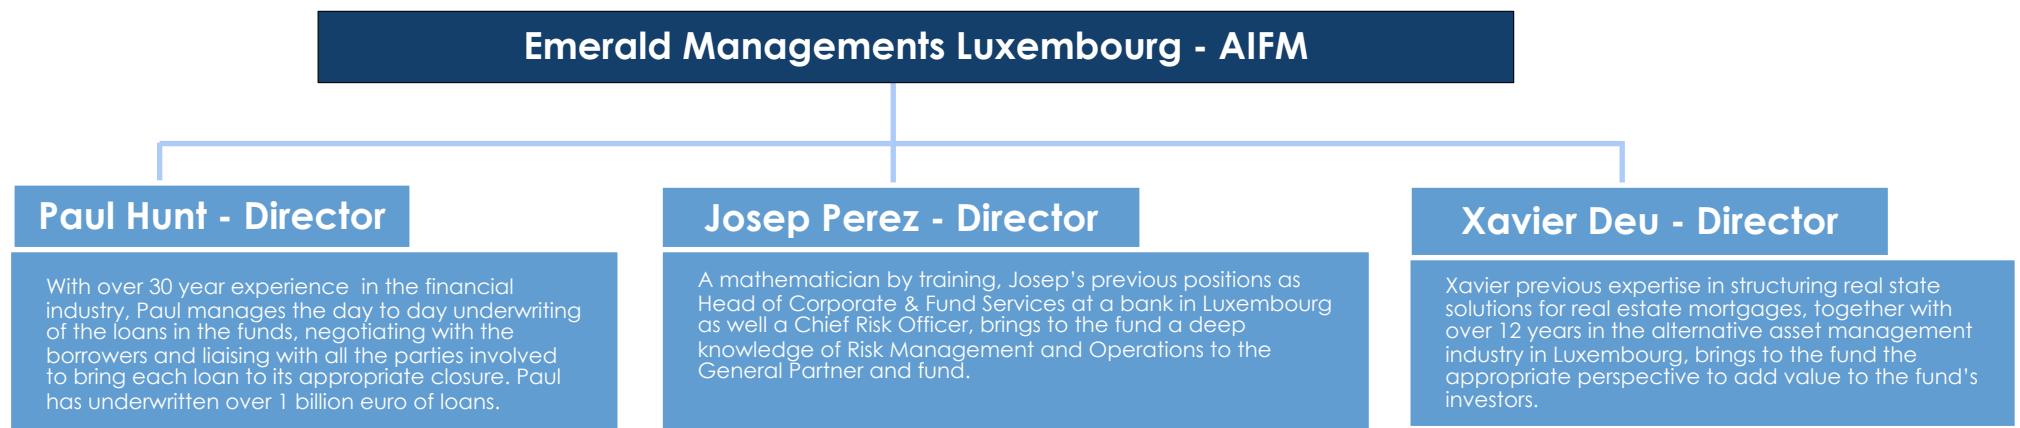 Emerald Managements Luxembourg - AIFM
Paul Hunt - Director
With over 30 year experience  in the financial
industry, Paul manages the day to day underwriting
of the loans in the funds, negotiating with the
borrowers and liaising with all the parties involved
to bring each loan to its appropriate closure. Paul
has underwritten over 1 billion euro of loans.
Josep Perez - Director
A mathematician by training, Josep’s previous positions as
Head of Corporate & Fund Services at a bank in Luxembourg
as well a Chief Risk Officer, brings to the fund a deep
knowledge of Risk Management and Operations to the
General Partner and fund.
Xavier Deu - Director
Xavier previous expertise in structuring real state
solutions for real estate mortgages, together with
over 12 years in the alternative asset management
industry in Luxembourg, brings to the fund the
appropriate perspective to add value to the fund’s
investors.